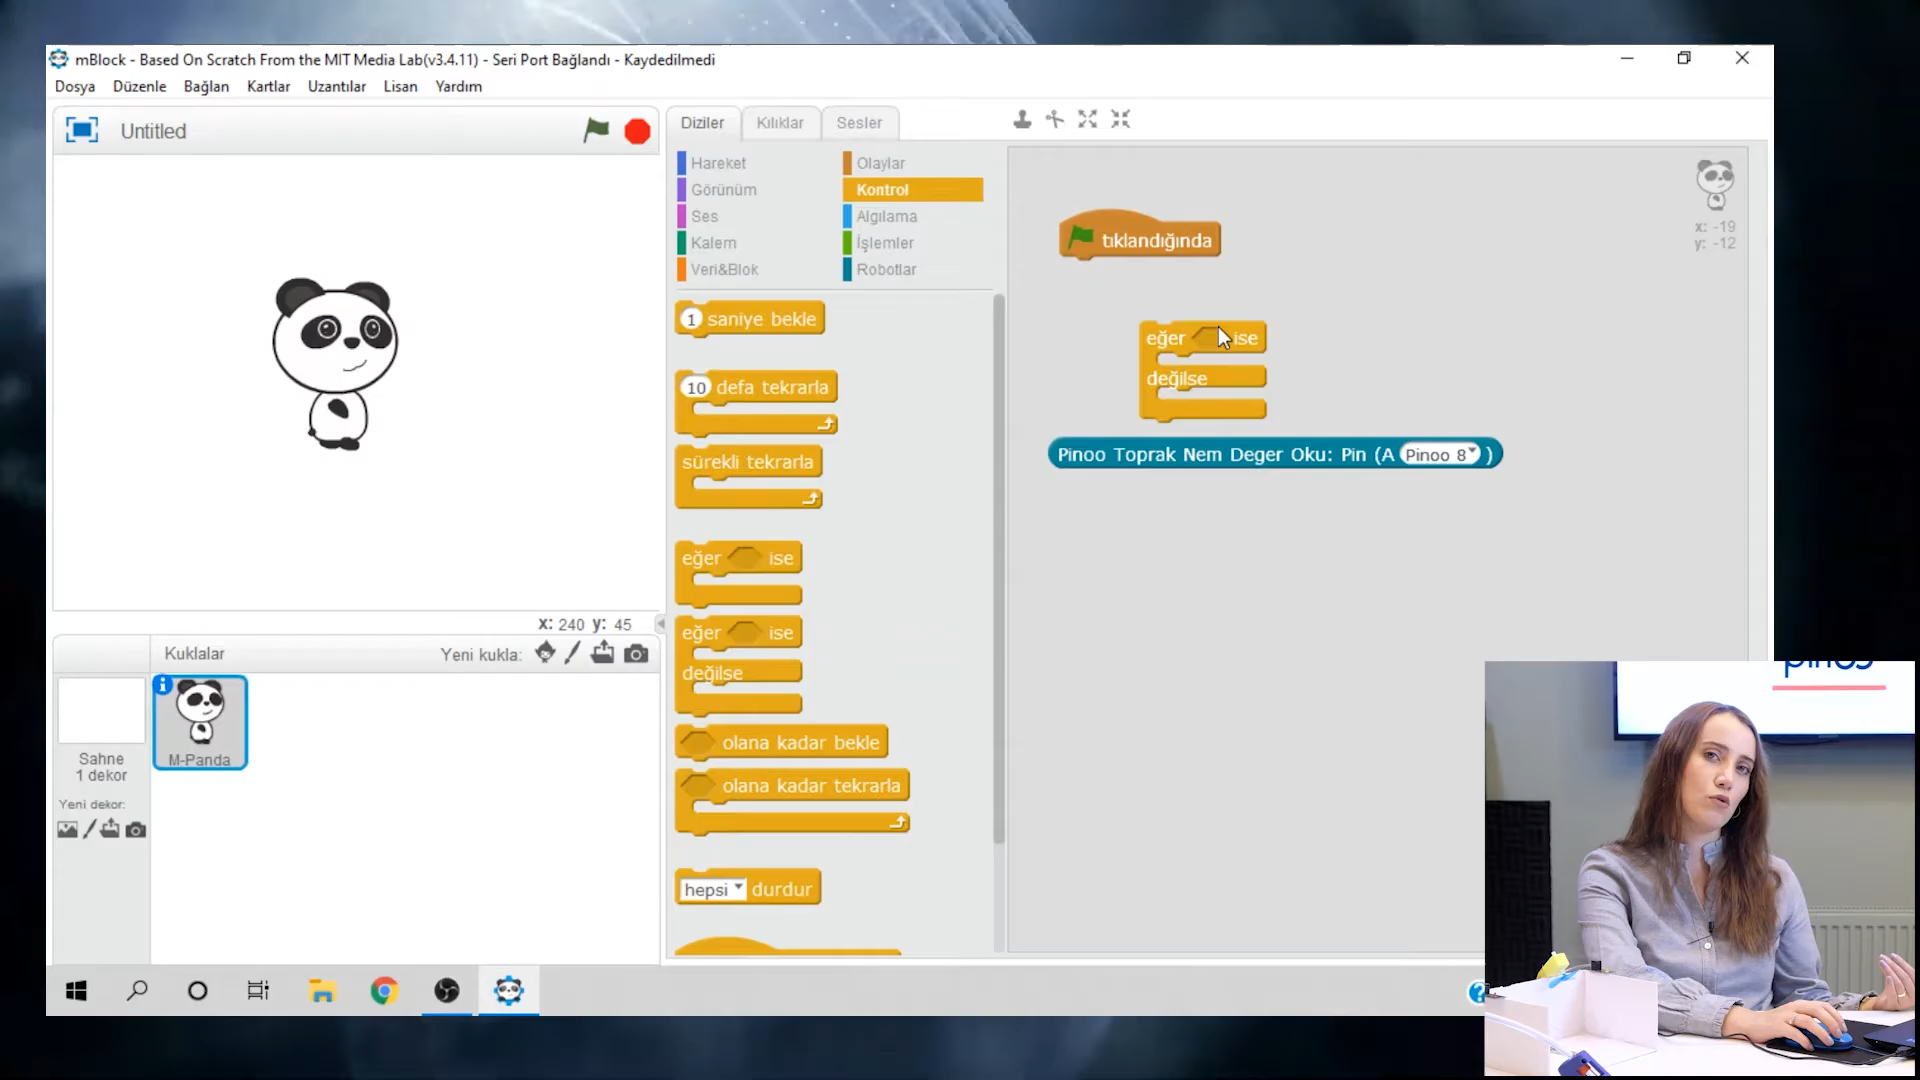 mBlock - Based On Scratch From the MIT Media Lab(v3.4.11) - Seri Port Bağlandı - Kaydedilmedi
Dosya Düzenle Bağlan Kartlar Uzantılar Lisan Yardım
Untitled
Diziler Kılıklar Sesler
Hareket Olaylar
Görünüm Kontrol
Ses Algılama
Kalem İşlemler
Veri&Blok Robotlar
1 saniye bekle
10 defa tekrarla
sürekli tekrarla
eğer ise
eğer ise
değilse
olana kadar bekle
olana kadar tekrarla
hepsi durdur
tıklandığında
eğer ise
değilse
Pinoo Toprak Nem Deger Oku: Pin (A Pinoo 8 )
x: -19
y: -12
x: 240 y: 45
Kuklalar Yeni kukla:
M-Panda
Sahne
1 dekor
Yeni dekor: